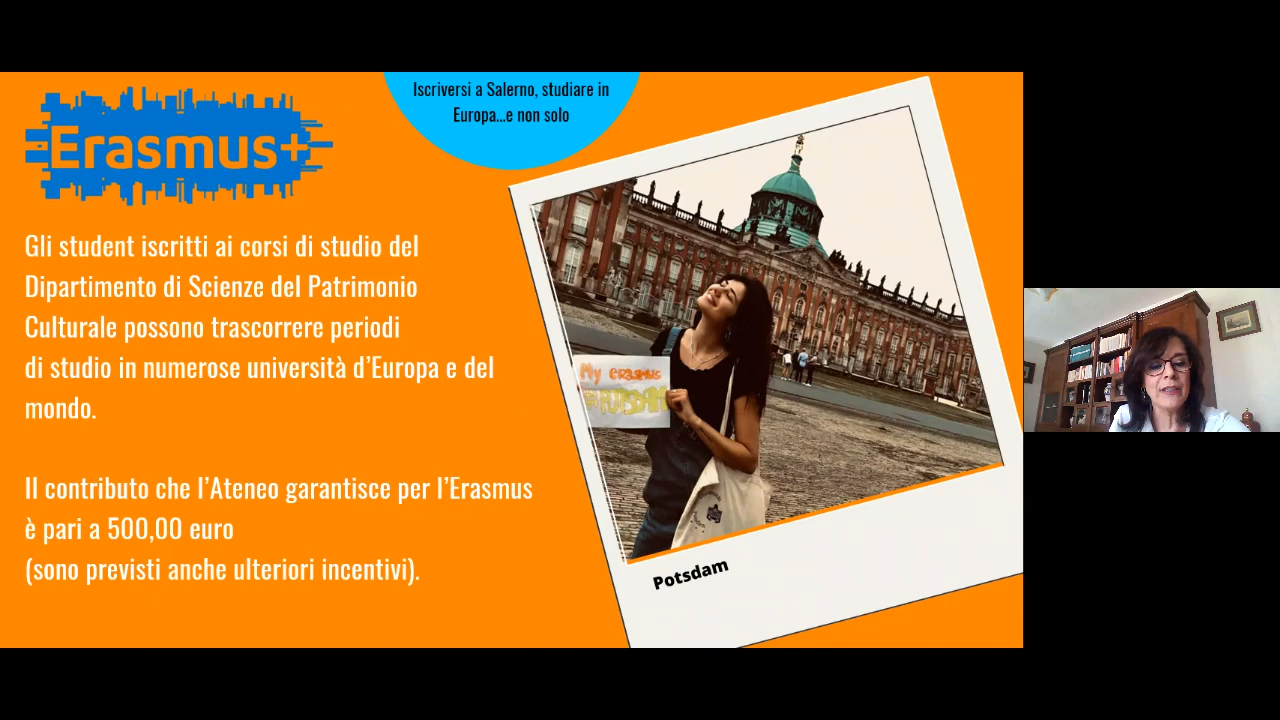 Iscriversi a Salerno, studiare in
Europa...e non solo
Erasmus+
Gli student iscritti ai corsi di studio del
Dipartimento di Scienze del Patrimonio
Culturale possono trascorrere periodi
di studio in numerose università d'Europa e del
mondo.
Il contributo che l'Ateneo garantisce per l'Erasmus
è pari a 500,00 euro
(sono previsti anche ulteriori incentivi).
My erasmus
POTSDAM
Potsdam